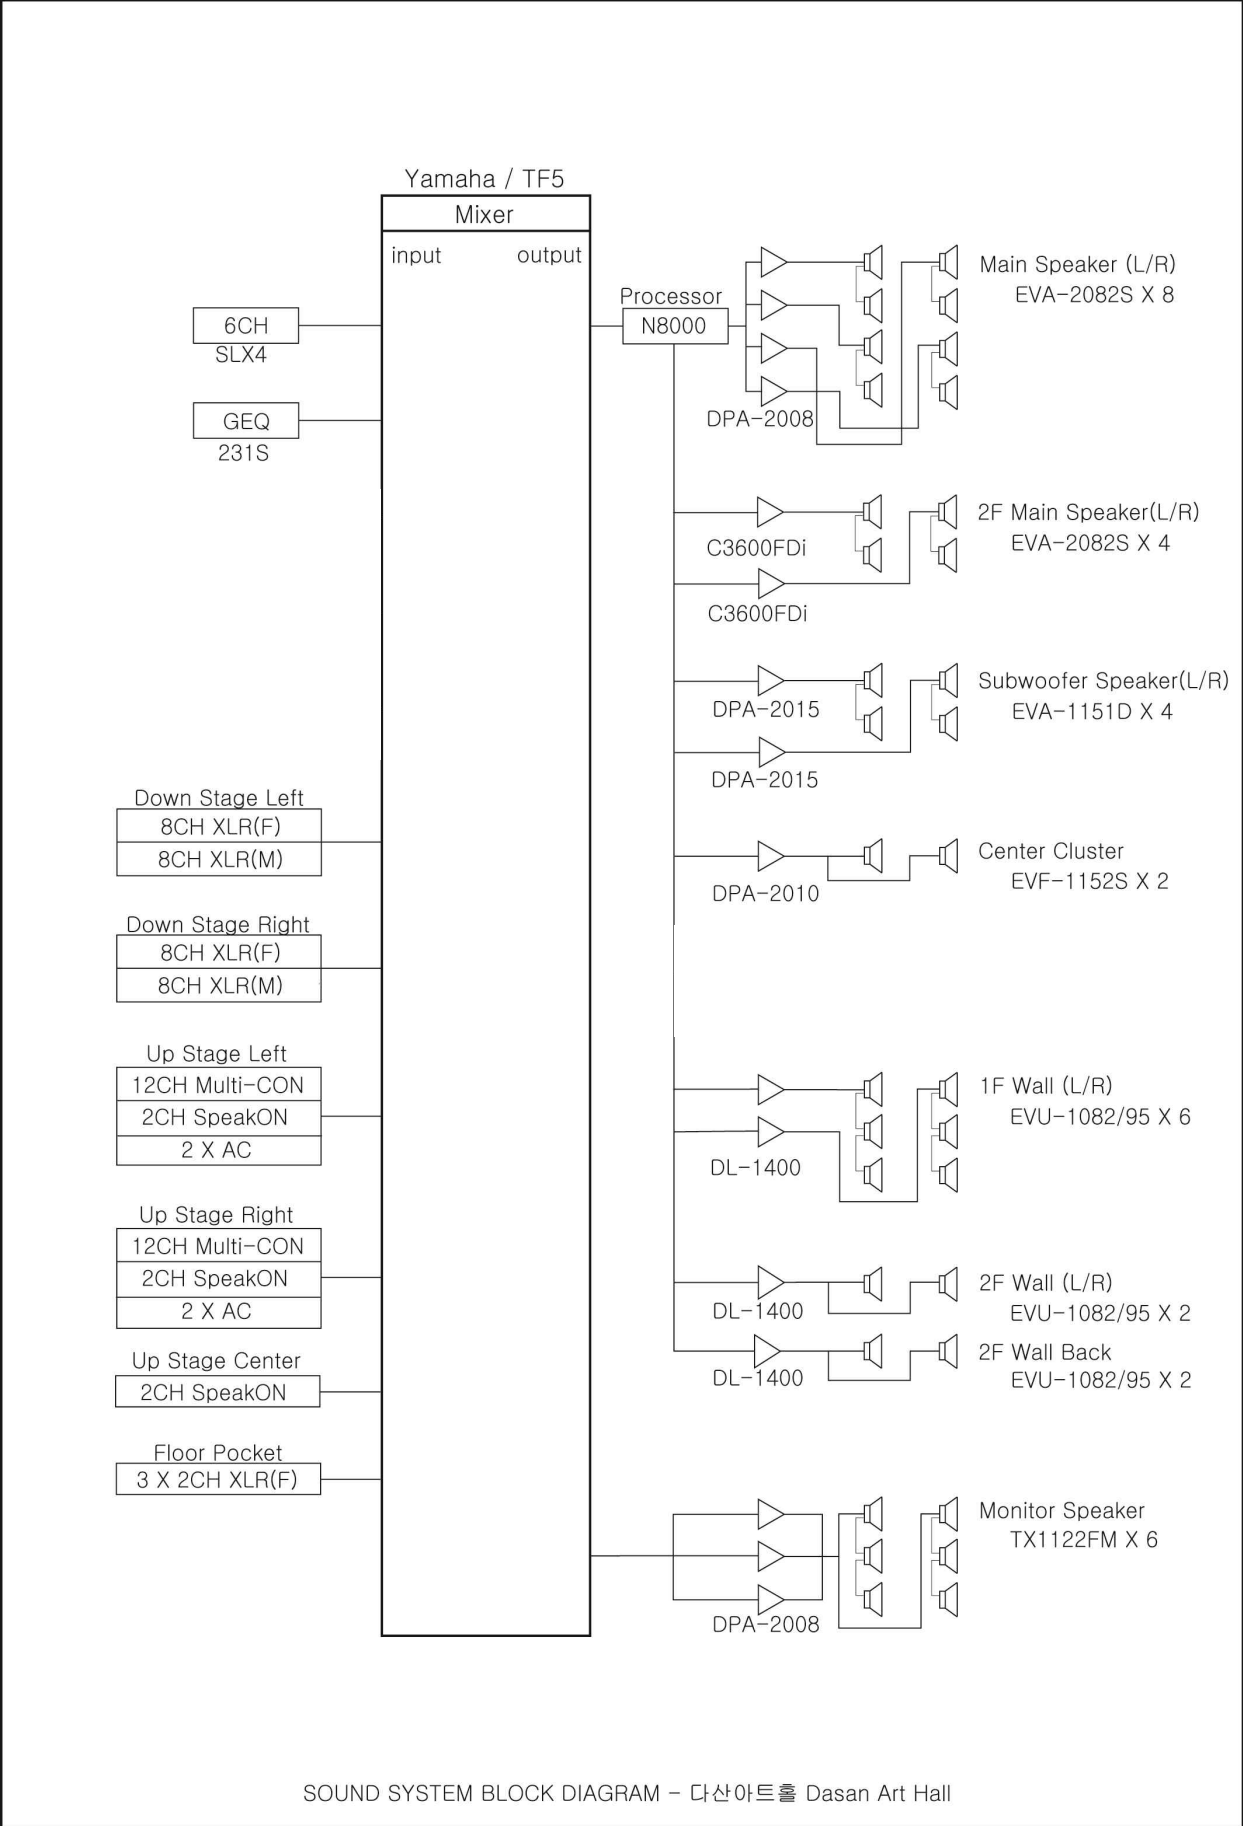 Yamaha / TF5
Mixer
input
output
6CH
SLX4
GEQ
231S
Down Stage Left
8CH XLR(F)
8CH XLR(M)
Down Stage Right
8CH XLR(F)
8CH XLR(M)
Up Stage Left
12CH Multi-CON
2CH SpeakON
2 X AC
Up Stage Right
12CH Multi-CON
2CH SpeakON
2 X AC
Up Stage Center
2CH SpeakON
Floor Pocket
3 X 2CH XLR(F)
Processor
N8000
DPA-2008
Main Speaker (L/R)
EVA-2082S X 8
C3600FDi
C3600FDi
2F Main Speaker(L/R)
EVA-2082S X 4
DPA-2015
DPA-2015
Subwoofer Speaker(L/R)
EVA-1151D X 4
DPA-2010
Center Cluster
EVF-1152S X 2
DL-1400
1F Wall (L/R)
EVU-1082/95 X 6
DL-1400
2F Wall (L/R)
EVU-1082/95 X 2
DL-1400
2F Wall Back
EVU-1082/95 X 2
DPA-2008
Monitor Speaker
TX1122FM X 6
SOUND SYSTEM BLOCK DIAGRAM - 다산아트홀 Dasan Art Hall